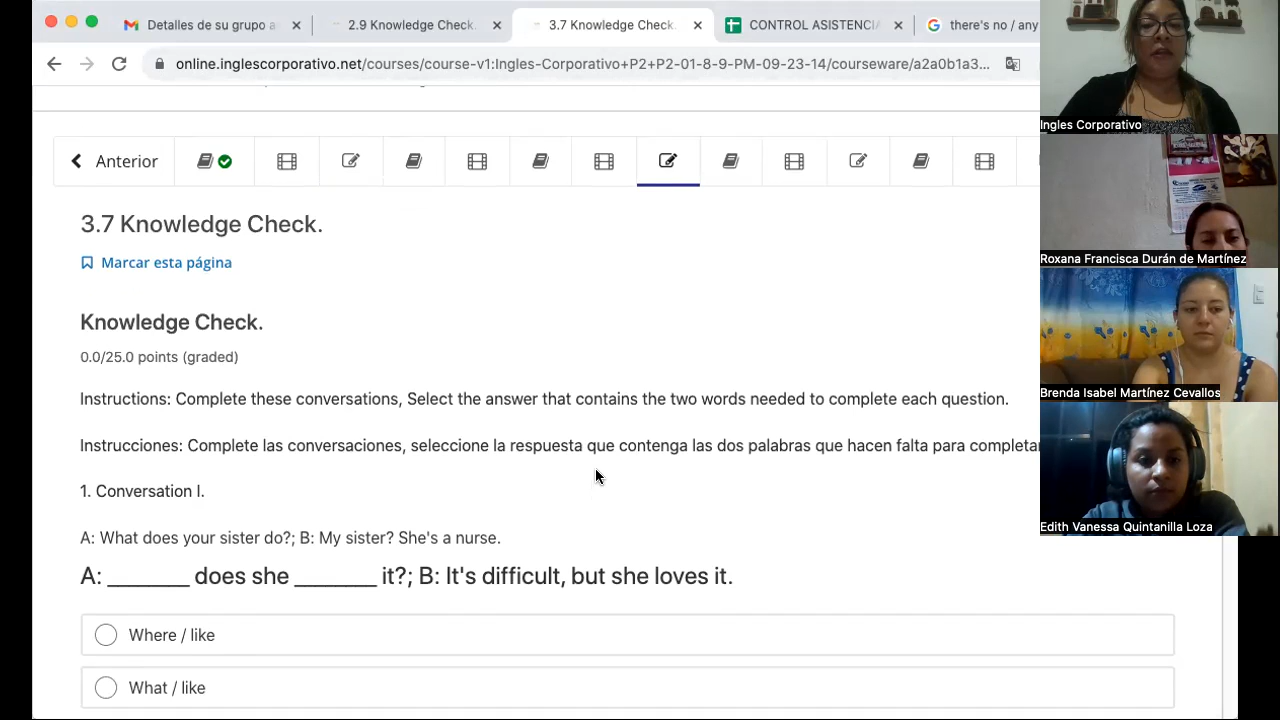 Detalles de su grupo a
2.9 Knowledge Check.
3.7 Knowledge Check.
CONTROL ASISTENCIA
there's no / any
online.inglescorporativo.net/courses/course-v1:Ingles-Corporativo+P2+P2-01-8-9-PM-09-23-14/courseware/a2a0b1a3...
Anterior
3.7 Knowledge Check.
Marcar esta página
Knowledge Check.
0.0/25.0 points (graded)
Instructions: Complete these conversations, Select the answer that contains the two words needed to complete each question.
Instrucciones: Complete las conversaciones, seleccione la respuesta que contenga las dos palabras que hacen falta para completar
1. Conversation I.
A: What does your sister do?; B: My sister? She's a nurse.
A: ________ does she ________ it?; B: It's difficult, but she loves it.
Where / like
What / like
Ingles Corporativo
Roxana Francisca Durán de Martínez
Brenda Isabel Martínez Cevallos
Edith Vanessa Quintanilla Loza